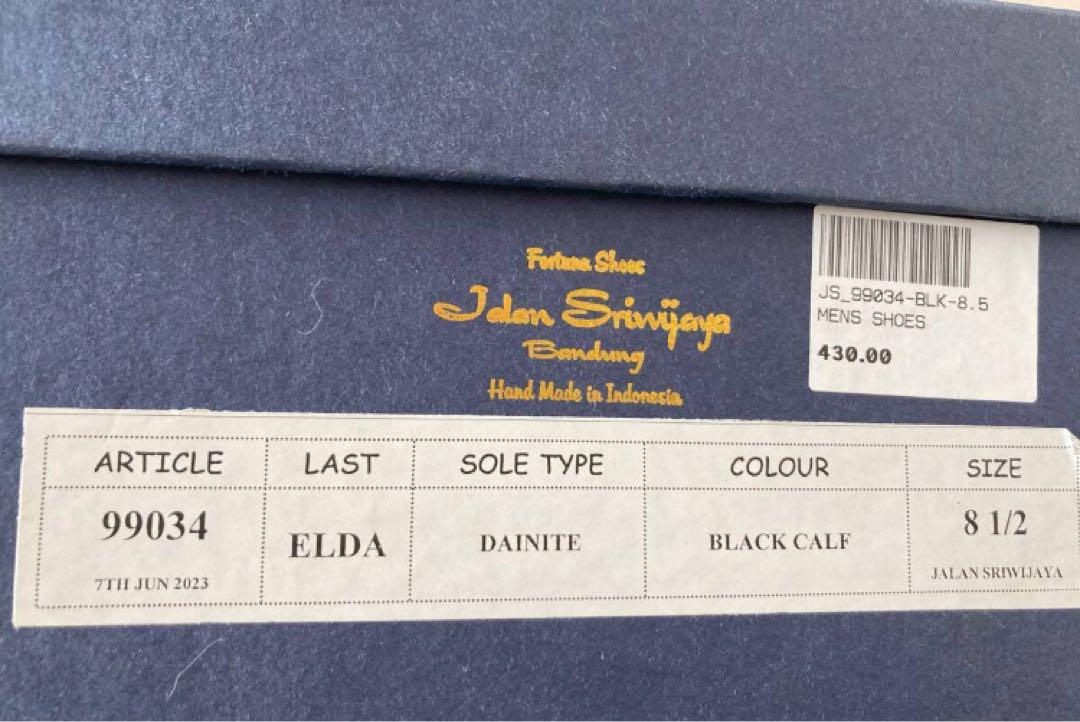 Fortuna Shoes
Jalan Sriwijaya
Bandung
Hand Made in Indonesia
JS_99034-BLK-8.5
MENS SHOES
430.00
ARTICLE LAST SOLE TYPE COLOUR SIZE
99034 ELDA DAINITE BLACK CALF 8 1/2
7TH JUN 2023 JALAN SRIWIJAYA